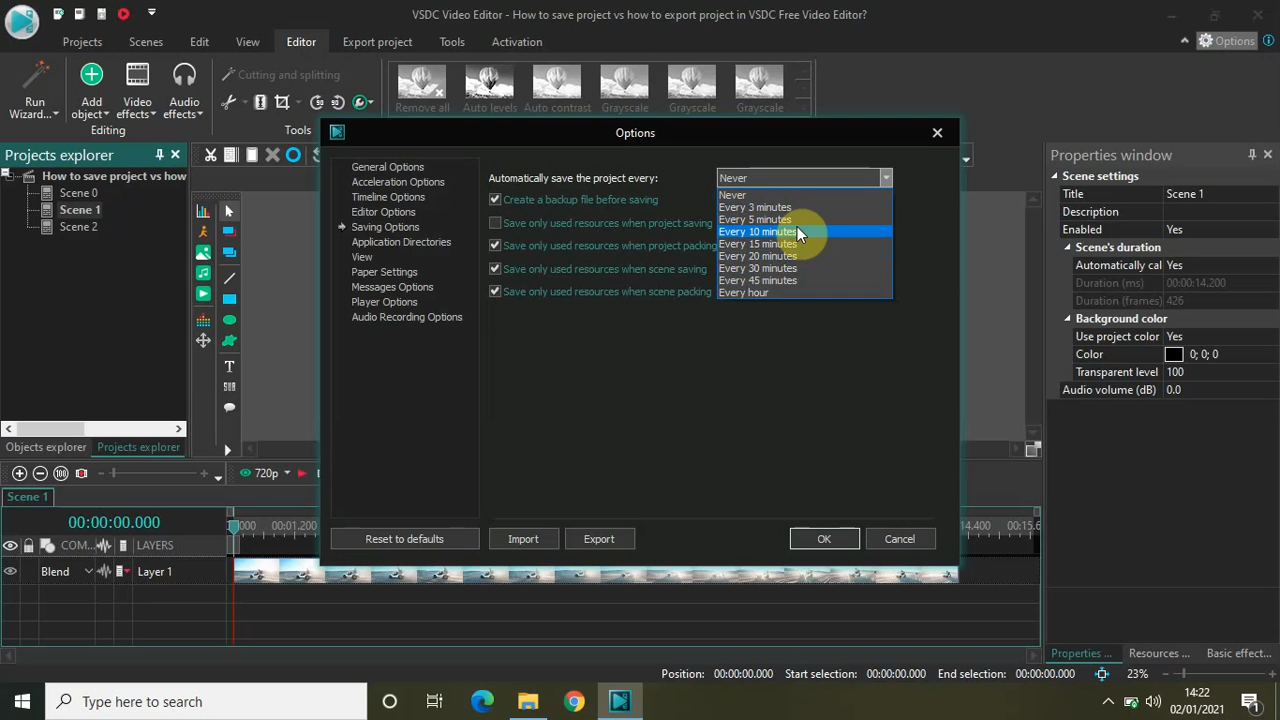 VSDC Video Editor - How to save project vs how to export project in VSDC Free Video Editor?
Projects
Scenes
Edit
View
Editor
Export project
Tools
Activation
Options
Run
Wizard...
Add
object
Video
effects
Audio
effects
Editing
Cutting and splitting
Tools
Remove all
Auto levels
Auto contrast
Grayscale
Grayscale
Grayscale
Projects explorer
How to save project vs how
Scene 0
Scene 1
Scene 2
Objects explorer
Projects explorer
Options
General Options
Acceleration Options
Timeline Options
Editor Options
Saving Options
Application Directories
View
Paper Settings
Messages Options
Player Options
Audio Recording Options
Automatically save the project every:
Never
Create a backup file before saving
Save only used resources when project saving
Save only used resources when project packing
Save only used resources when scene saving
Save only used resources when scene packing
Never
Every 3 minutes
Every 5 minutes
Every 10 minutes
Every 15 minutes
Every 20 minutes
Every 30 minutes
Every 45 minutes
Every hour
Reset to defaults
Import
Export
OK
Cancel
Properties window
Scene settings
Title Scene 1
Description
Enabled Yes
Scene's duration
Automatically cal Yes
Duration (ms) 00:00:14.200
Duration (frames) 426
Background color
Use project color Yes
Color 0; 0; 0
Transparent level 100
Audio volume (dB) 0.0
Properties ...
Resources ...
Basic effect...
720p
Scene 1
00:00:00.000
000
00:01.200
14.400
00:15.6
COM...
LAYERS
Blend
Layer 1
Position: 00:00:00.000
Start selection: 00:00:00.000
End selection: 00:00:00.000
23%
Type here to search
14:22
02/01/2021